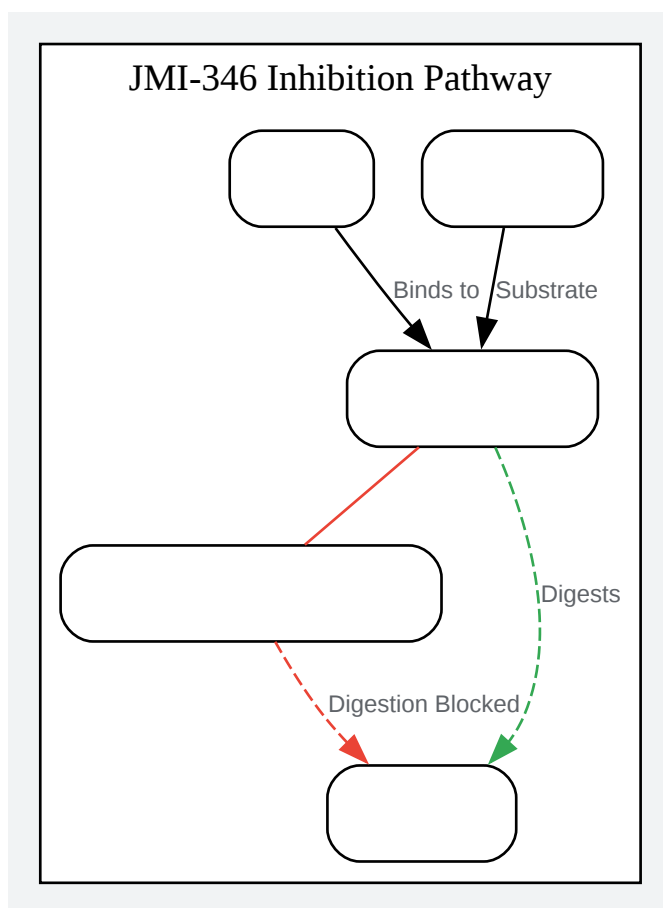 JMI-346 Inhibition Pathway
Binds to
Substrate
Digests
Digestion Blocked